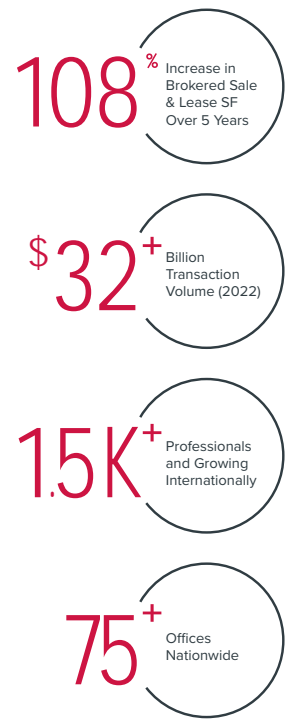 108%
Increase in
Brokered Sale
& Lease SF
Over 5 Years
$32+
Billion
Transaction
Volume (2022)
1.5K+
Professionals
and Growing
Internationally
75+
Offices
Nationwide